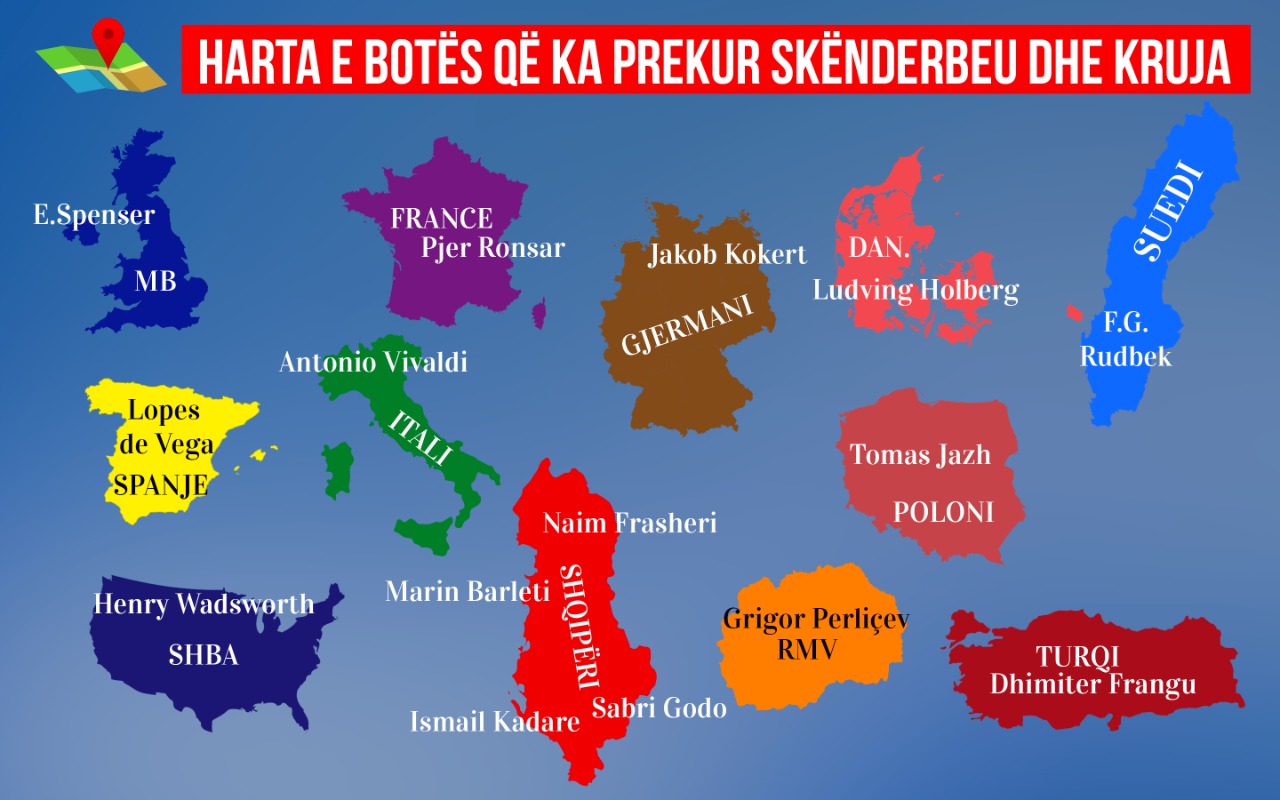 HARTA E BOTËS QË KA PREKUR SKËNDERBEU DHE KRUJA
E.Spenser
MB
FRANCE
Pjer Ronsar
Jakob Kokert
GJERMANI
DAN.
Ludving Holberg
SUEDI
F.G.
Rudbek
Antonio Vivaldi
ITALI
Lopes
de Vega
SPANJE
Tomas Jazh
POLONI
Naim Frasheri
Marin Barleti
SHQIPËRI
Ismail Kadare
Sabri Godo
Henry Wadsworth
SHBA
Grigor Perliçev
RMV
TURQI
Dhimiter Frangu